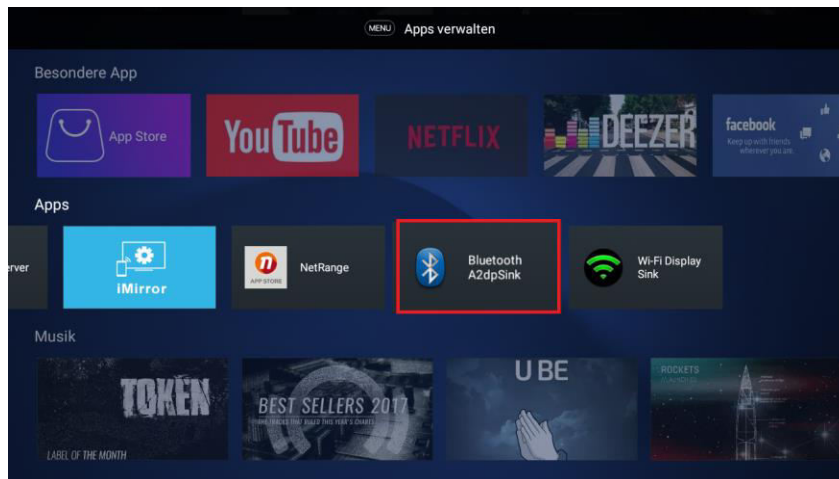 MENU Apps verwalten
Besondere App
App Store
YouTube
NETFLIX
DEEZER
facebook
Keep up with friends
wherever you are.
Apps
erver
iMirror
n
APP STORE
NetRange
Bluetooth
A2dpSink
Wi-Fi Display
Sink
Musik
TOKEN
LABEL OF THE MONTH
BEST SELLERS 2017
U BE
ROCKETS